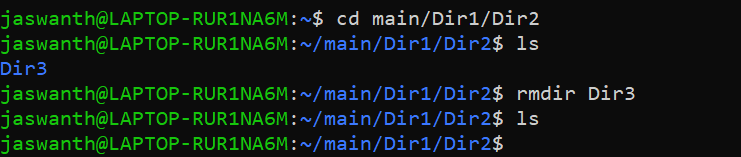 jaswanth@LAPTOP-RUR1NA6M:~$ cd main/Dir1/Dir2
jaswanth@LAPTOP-RUR1NA6M:~/main/Dir1/Dir2$ ls
Dir3
jaswanth@LAPTOP-RUR1NA6M:~/main/Dir1/Dir2$ rmdir Dir3
jaswanth@LAPTOP-RUR1NA6M:~/main/Dir1/Dir2$ ls
jaswanth@LAPTOP-RUR1NA6M:~/main/Dir1/Dir2$